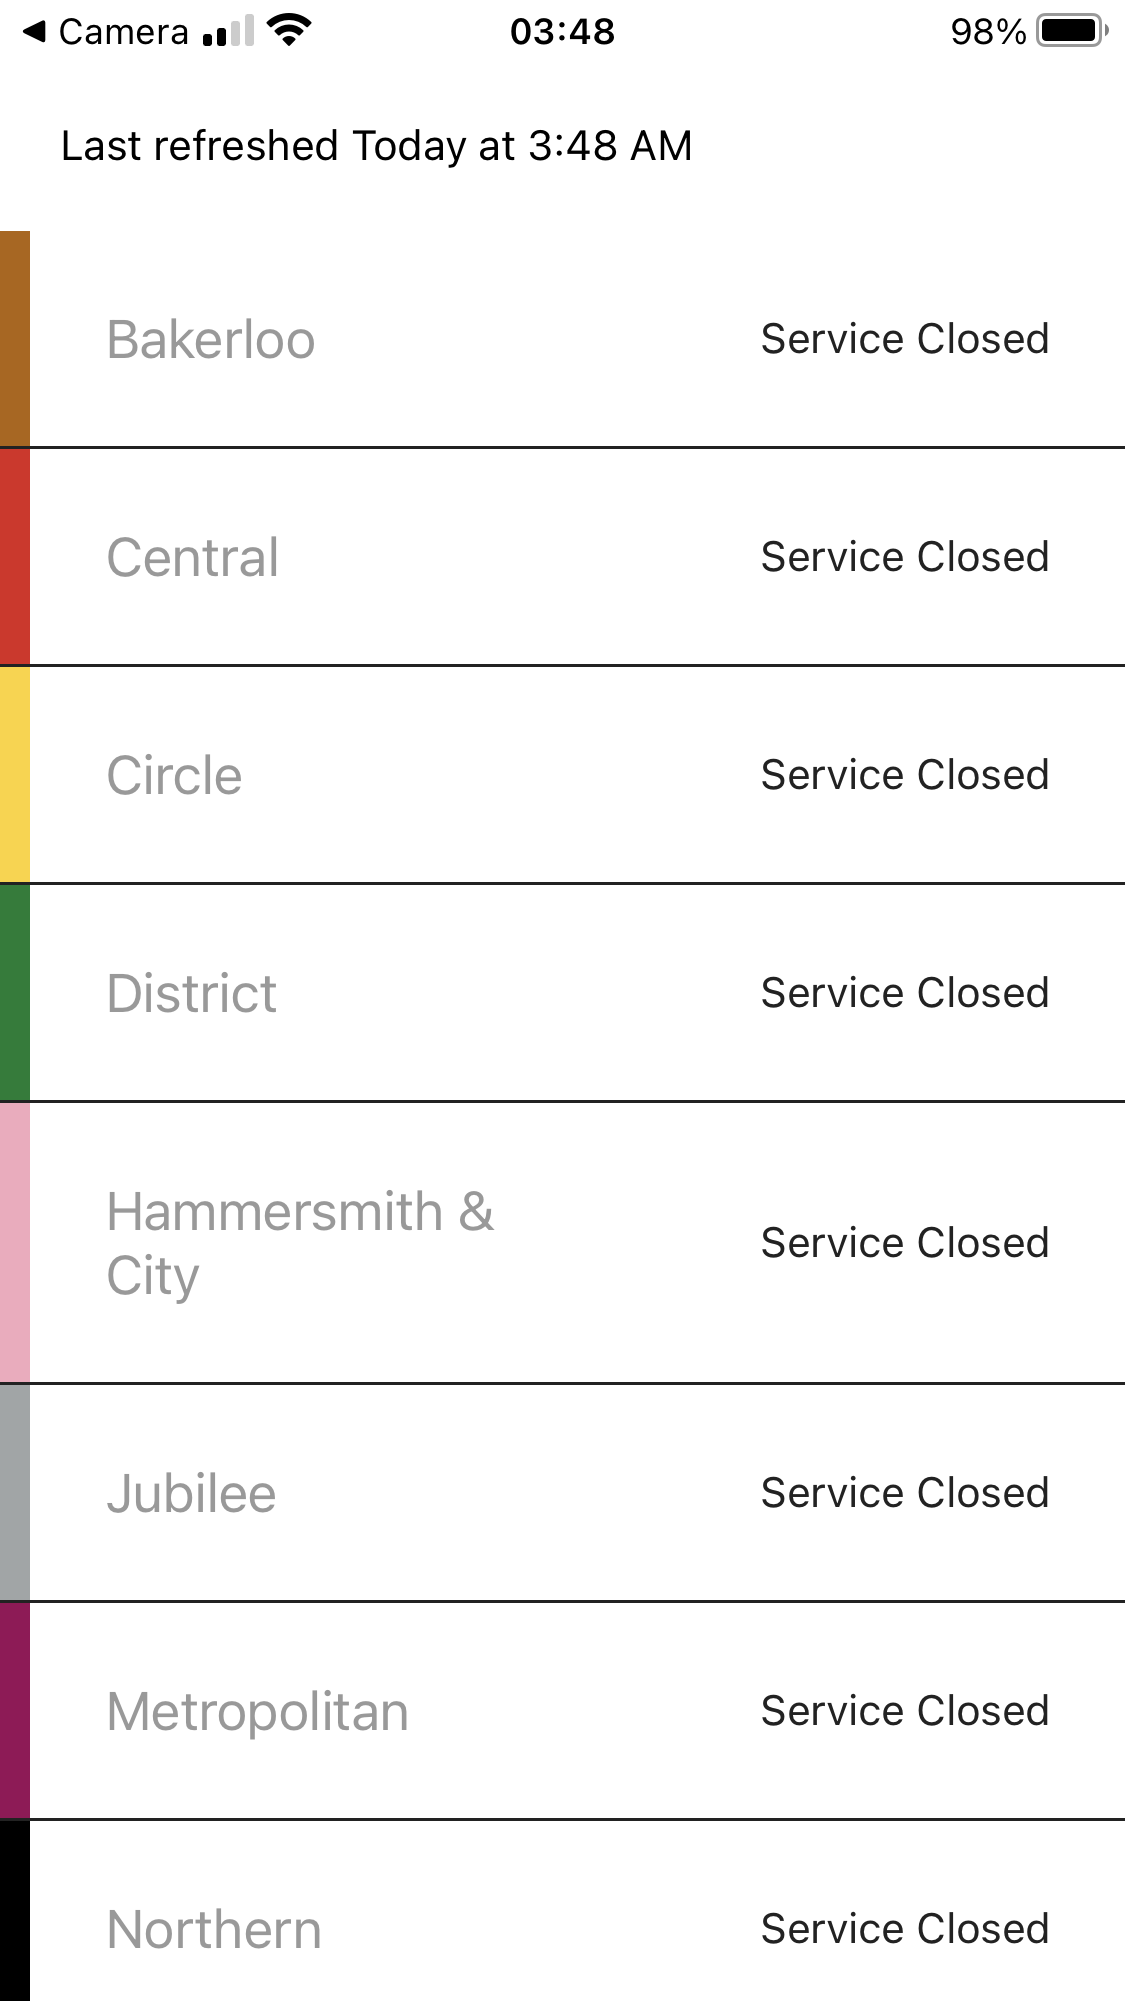 Camera 03:48 98%
Last refreshed Today at 3:48 AM
Bakerloo Service Closed
Central Service Closed
Circle Service Closed
District Service Closed
Hammersmith &
City Service Closed
Jubilee Service Closed
Metropolitan Service Closed
Northern Service Closed